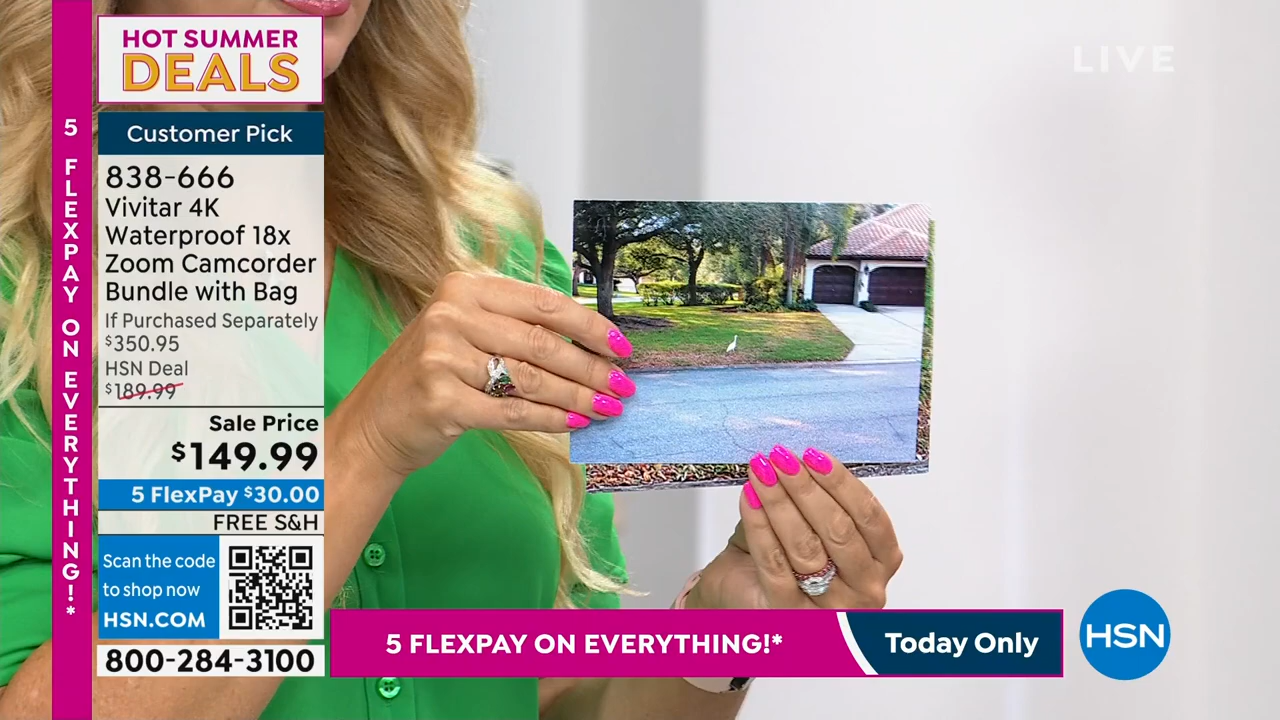 HOT SUMMER
DEALS
Customer Pick
838-666
Vivitar 4K
Waterproof 18x
Zoom Camcorder
Bundle with Bag
If Purchased Separately
$350.95
HSN Deal
$189.99
Sale Price
$149.99
5 FlexPay $30.00
FREE S&H
Scan the code
to shop now
HSN.COM
800-284-3100
5 FLEXPAY ON EVERYTHING!*
5 FLEXPAY ON EVERYTHING!*
Today Only
HSN
LIVE